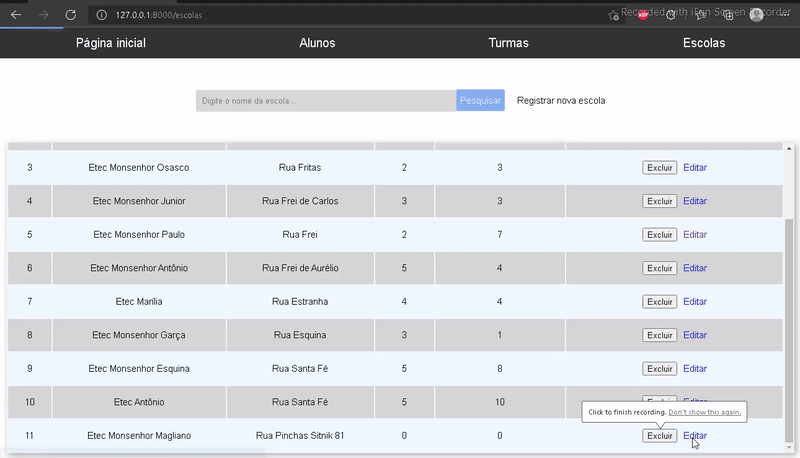 127.0.0.1:8000/escolas
Recorded with iFun Screen Recorder
Página inicial Alunos Turmas Escolas
Digite o nome da escola... Pesquisar Registrar nova escola
3 Etec Monsenhor Osasco Rua Fritas 2 3 Excluir Editar
4 Etec Monsenhor Junior Rua Frei de Carlos 3 3 Excluir Editar
5 Etec Monsenhor Paulo Rua Frei 2 7 Excluir Editar
6 Etec Monsenhor Antônio Rua Frei de Aurélio 5 4 Excluir Editar
7 Etec Marília Rua Estranha 4 4 Excluir Editar
8 Etec Monsenhor Garça Rua Esquina 3 1 Excluir Editar
9 Etec Monsenhor Esquina Rua Santa Fé 5 8 Excluir Editar
10 Etec Antônio Rua Santa Fé 5 10 Excluir Editar
Click to finish recording. Don't show this again.
11 Etec Monsenhor Magliano Rua Pinchas Sitnik 81 0 0 Excluir Editar